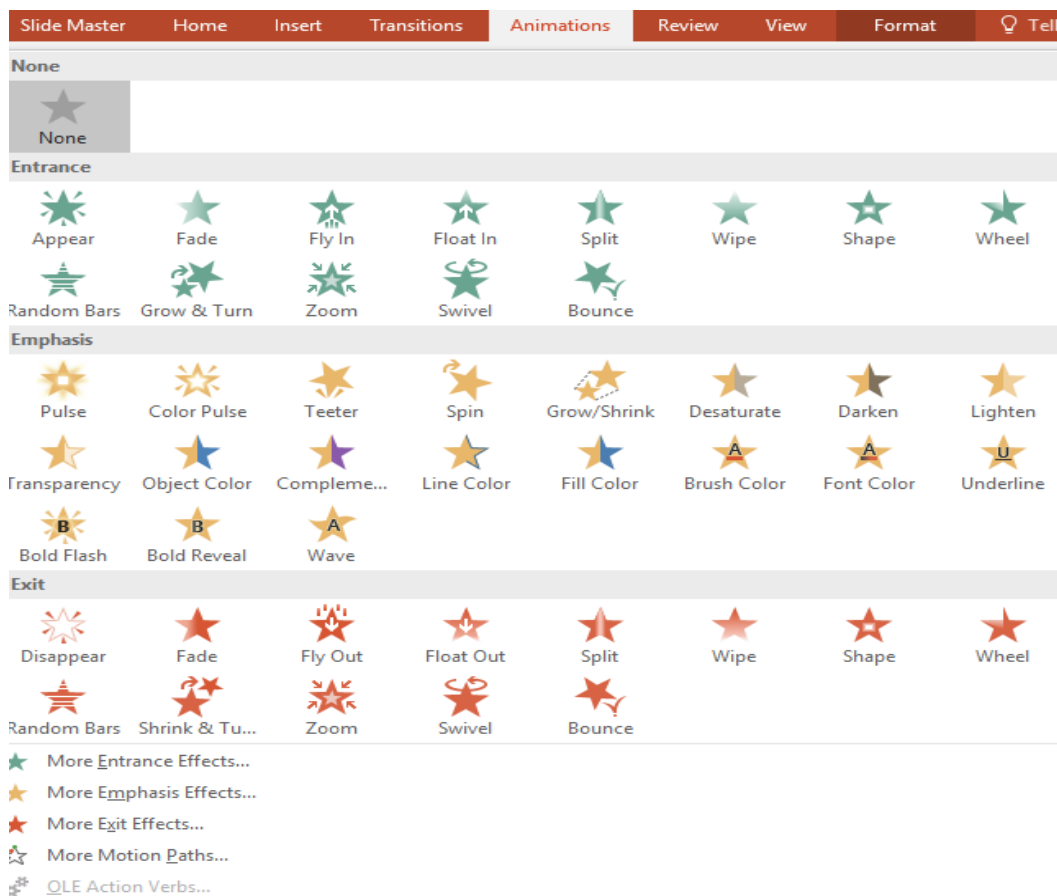 Slide Master Home Insert Transitions Animations Review View Format Tell
None
None
Entrance
Appear Fade Fly In Float In Split Wipe Shape Wheel
Random Bars Grow & Turn Zoom Swivel Bounce
Emphasis
Pulse Color Pulse Teeter Spin Grow/Shrink Desaturate Darken Lighten
Transparency Object Color Compleme... Line Color Fill Color Brush Color Font Color Underline
Bold Flash Bold Reveal Wave
Exit
Disappear Fade Fly Out Float Out Split Wipe Shape Wheel
Random Bars Shrink & Tu... Zoom Swivel Bounce
More Entrance Effects...
More Emphasis Effects...
More Exit Effects...
More Motion Paths...
OLE Action Verbs...